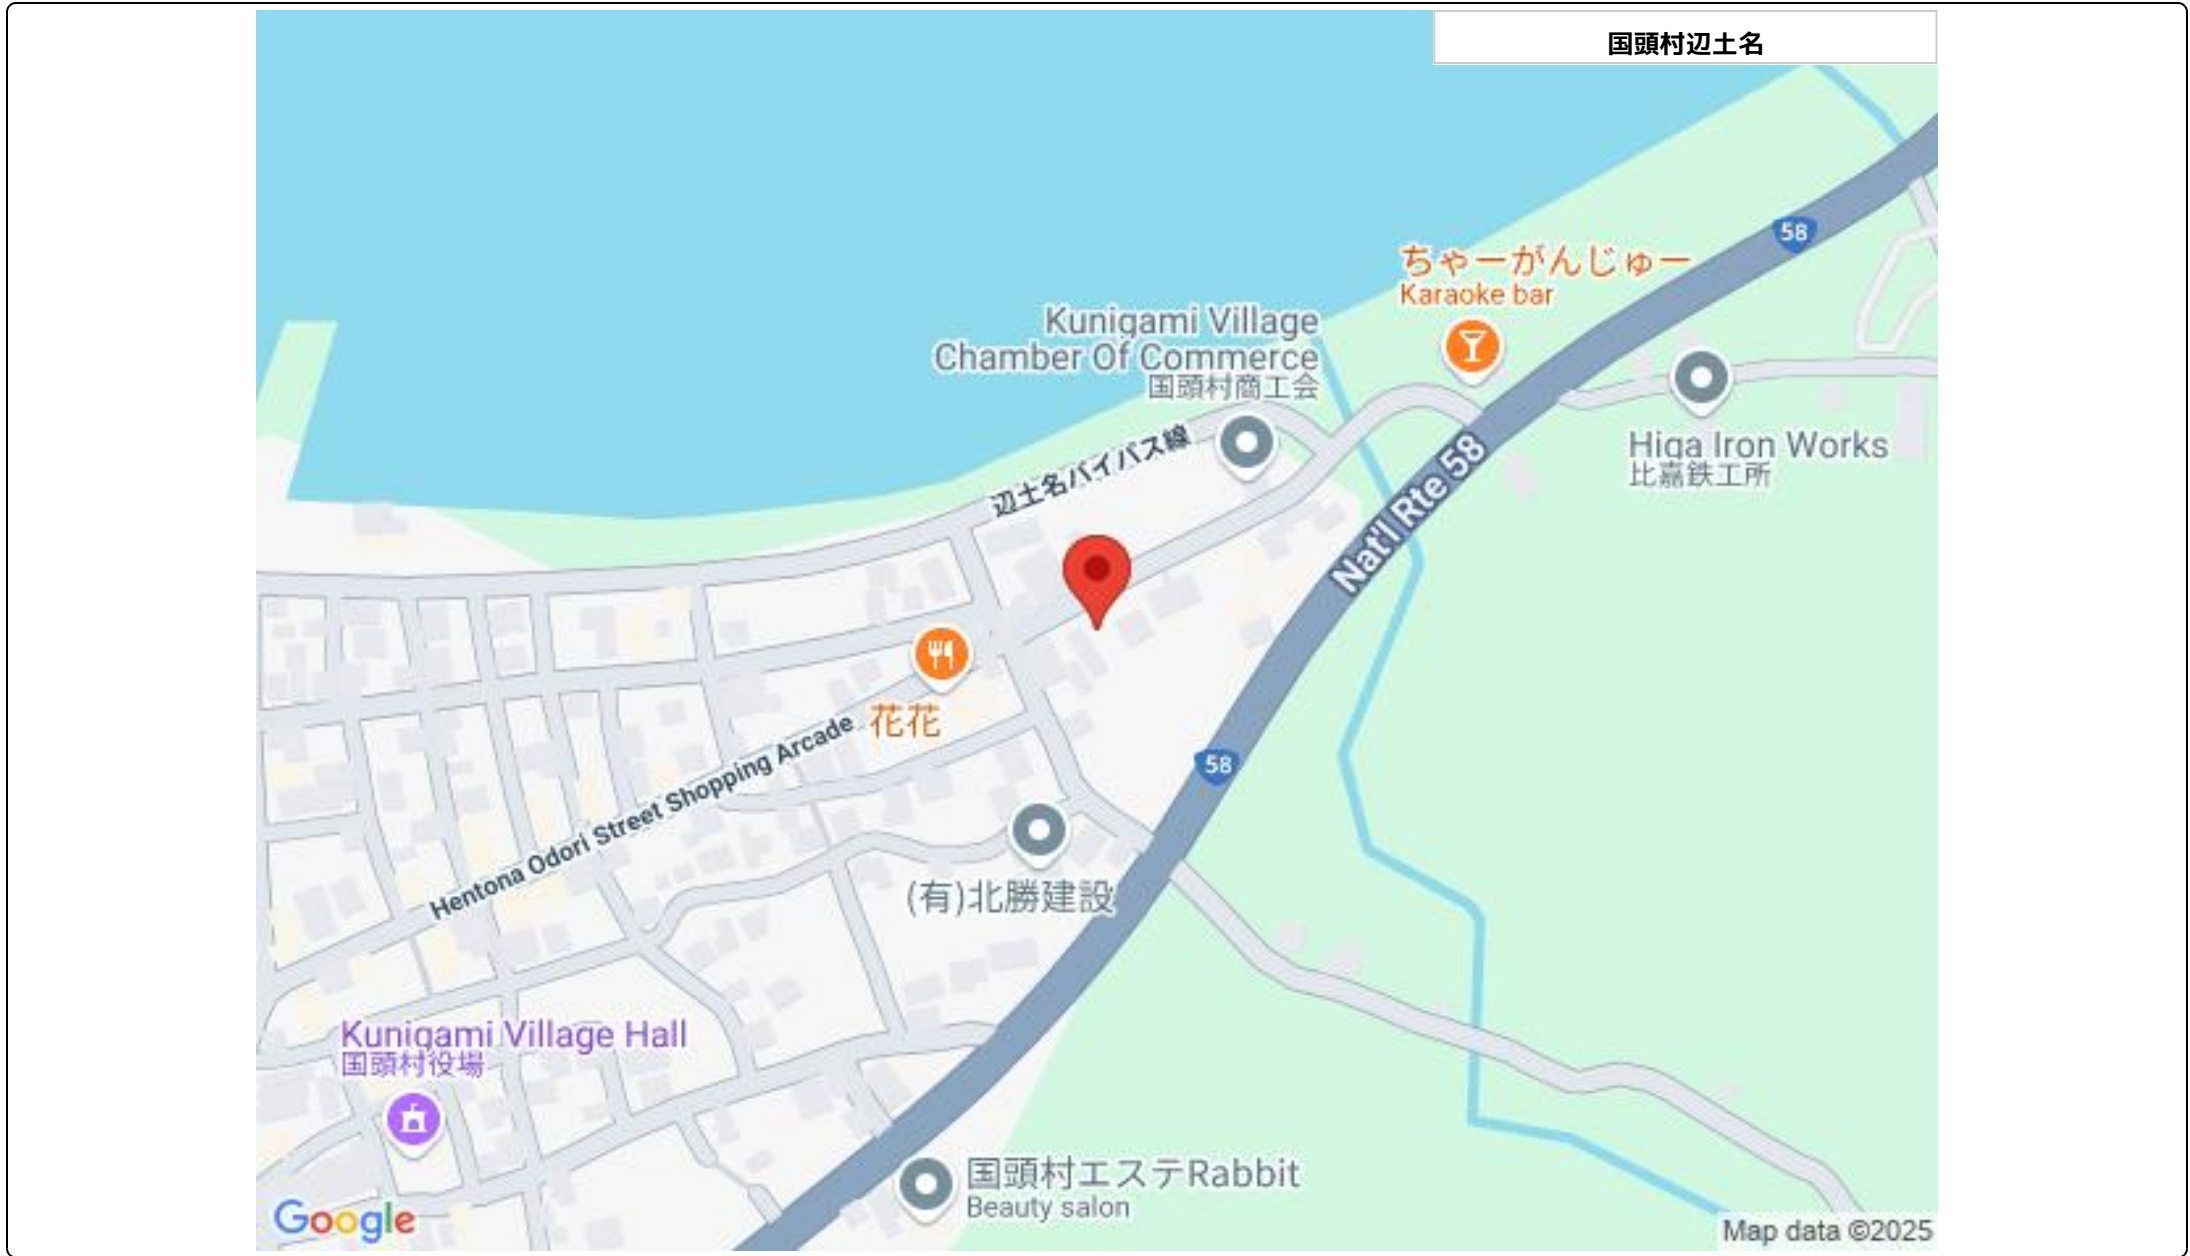 国頭村辺土名
58
ちゃーがんじゅー
Karaoke bar
Kunigami Village
Chamber Of Commerce
国頭村商工会
辺土名バイパス線
Nat'l Rte 58
Higa Iron Works
比嘉鉄工所
花花
Hentona Odori Street Shopping Arcade
58
(有)北勝建設
Kunigami Village Hall
国頭村役場
国頭村エステRabbit
Beauty salon
Google
Map data ©2025